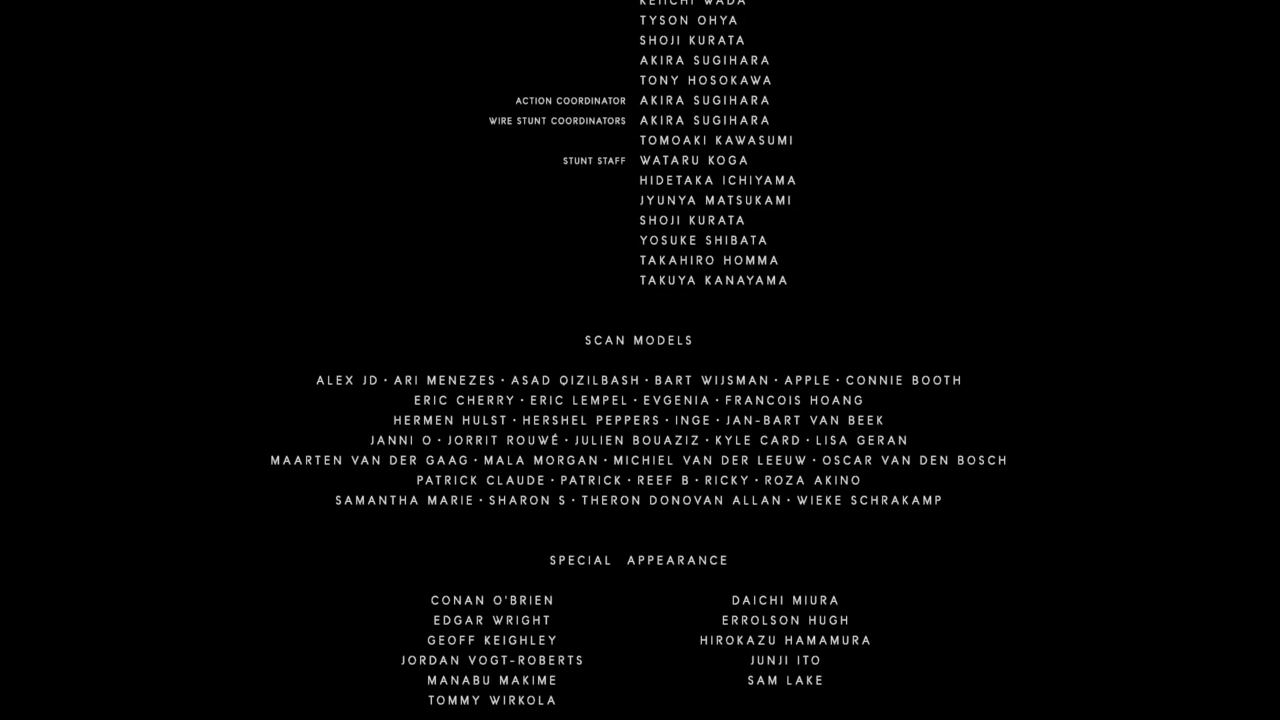 KEIICHI WADA
TYSON OHYA
SHOJI KURATA
AKIRA SUGIHARA
TONY HOSOKAWA
ACTION COORDINATOR AKIRA SUGIHARA
WIRE STUNT COORDINATORS AKIRA SUGIHARA
TOMOAKI KAWASUMI
STUNT STAFF WATARU KOGA
HIDETAKA ICHIYAMA
JYUNYA MATSUKAMI
SHOJI KURATA
YOSUKE SHIBATA
TAKAHIRO HOMMA
TAKUYA KANAYAMA
SCAN MODELS
ALEX JD · ARI MENEZES · ASAD QIZILBASH · BART WIJSMAN · APPLE · CONNIE BOOTH
ERIC CHERRY · ERIC LEMPEL · EVGENIA · FRANCOIS HOANG
HERMEN HULST · HERSHEL PEPPERS · INGE · JAN-BART VAN BEEK
JANNI O · JORRIT ROUWÉ · JULIEN BOUAZIZ · KYLE CARD · LISA GERAN
MAARTEN VAN DER GAAG · MALA MORGAN · MICHIEL VAN DER LEEUW · OSCAR VAN DEN BOSCH
PATRICK CLAUDE · PATRICK · REEF B · RICKY · ROZA AKINO
SAMANTHA MARIE · SHARON S · THERON DONOVAN ALLAN · WIEKE SCHRAKAMP
SPECIAL APPEARANCE
CONAN O'BRIEN DAICHI MIURA
EDGAR WRIGHT ERROLSON HUGH
GEOFF KEIGHLEY HIROKAZU HAMAMURA
JORDAN VOGT-ROBERTS JUNJI ITO
MANABU MAKIME SAM LAKE
TOMMY WIRKOLA